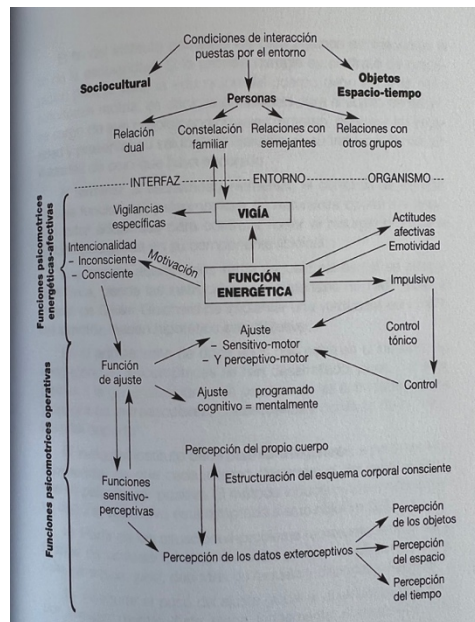 Condiciones de interacción
puestas por el entorno
Sociocultural
Objetos
Espacio-tiempo
Personas
Relación
dual
Constelación
familiar
Relaciones con
semejantes
Relaciones con
otros grupos
INTERFAZ
ENTORNO
ORGANISMO
Funciones psicomotrices
energéticas-afectivas
Vigilancias
específicas
VIGÍA
Actitudes
afectivas
Emotividad
Intencionalidad
– Inconsciente
– Consciente
Motivación
FUNCIÓN
ENERGÉTICA
Impulsivo
Funciones psicomotrices operativas
Ajuste
– Sensitivo-motor
– Y perceptivo-motor
Control
tónico
Función
de ajuste
Ajuste programado
cognitivo = mentalmente
Control
Percepción del propio cuerpo
Estructuración del esquema corporal consciente
Funciones
sensitivo-
perceptivas
Percepción de los datos exteroceptivos
Percepción
de los objetos
Percepción
del espacio
Percepción
del tiempo